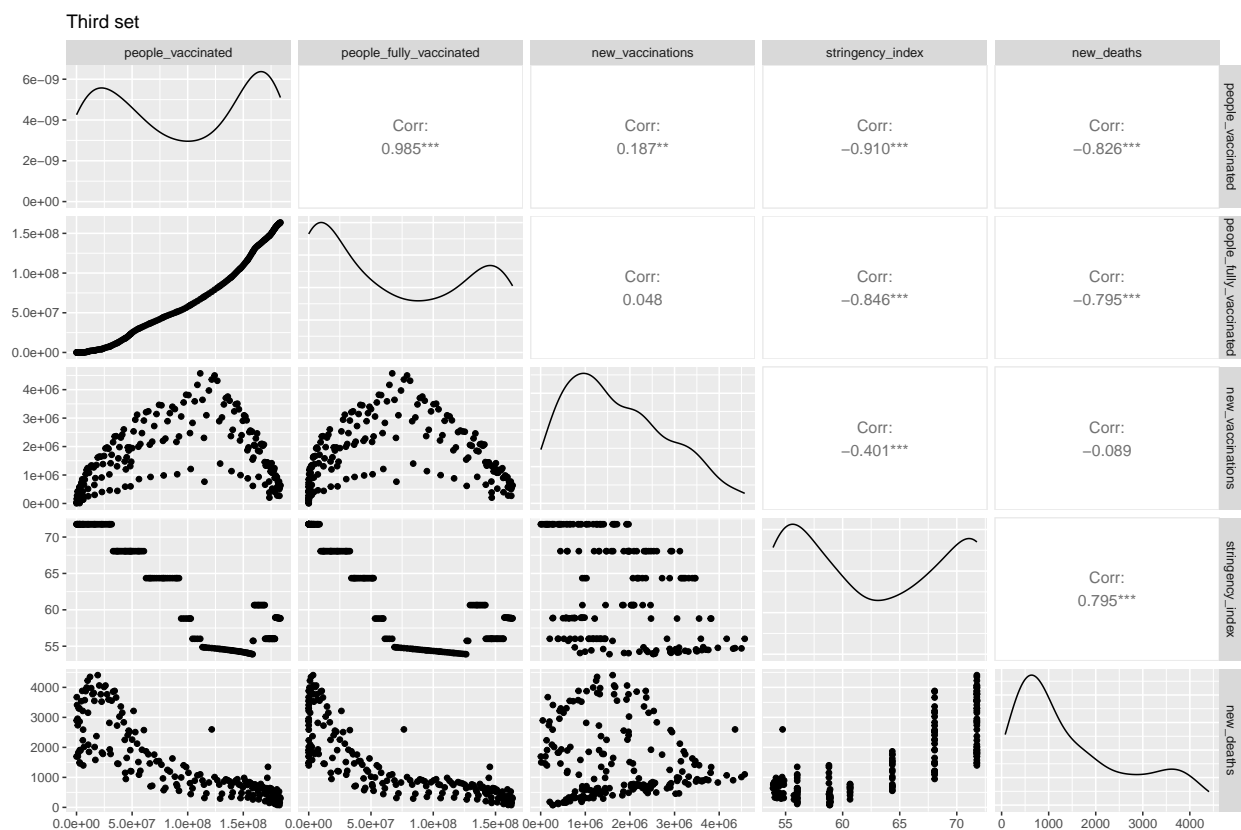 Third set
people_vaccinated people_fully_vaccinated new_vaccinations stringency_index new_deaths
6e−09
4e−09
2e−09
0e+00
Corr:
0.985***
Corr:
0.187**
Corr:
−0.910***
Corr:
−0.826***
people_vaccinated
1.5e+08
1.0e+08
5.0e+07
0.0e+00
Corr:
0.048
Corr:
−0.846***
Corr:
−0.795***
people_fully_vaccinated
4e+06
3e+06
2e+06
1e+06
0e+00
Corr:
−0.401***
Corr:
−0.089
new_vaccinations
70
65
60
55
Corr:
0.795***
stringency_index
4000
3000
2000
1000
0
new_deaths
0.0e+00 5.0e+07 1.0e+08 1.5e+08 0.0e+00 5.0e+07 1.0e+08 1.5e+08 0e+00 1e+06 2e+06 3e+06 4e+06 55 60 65 70 0 1000 2000 3000 4000